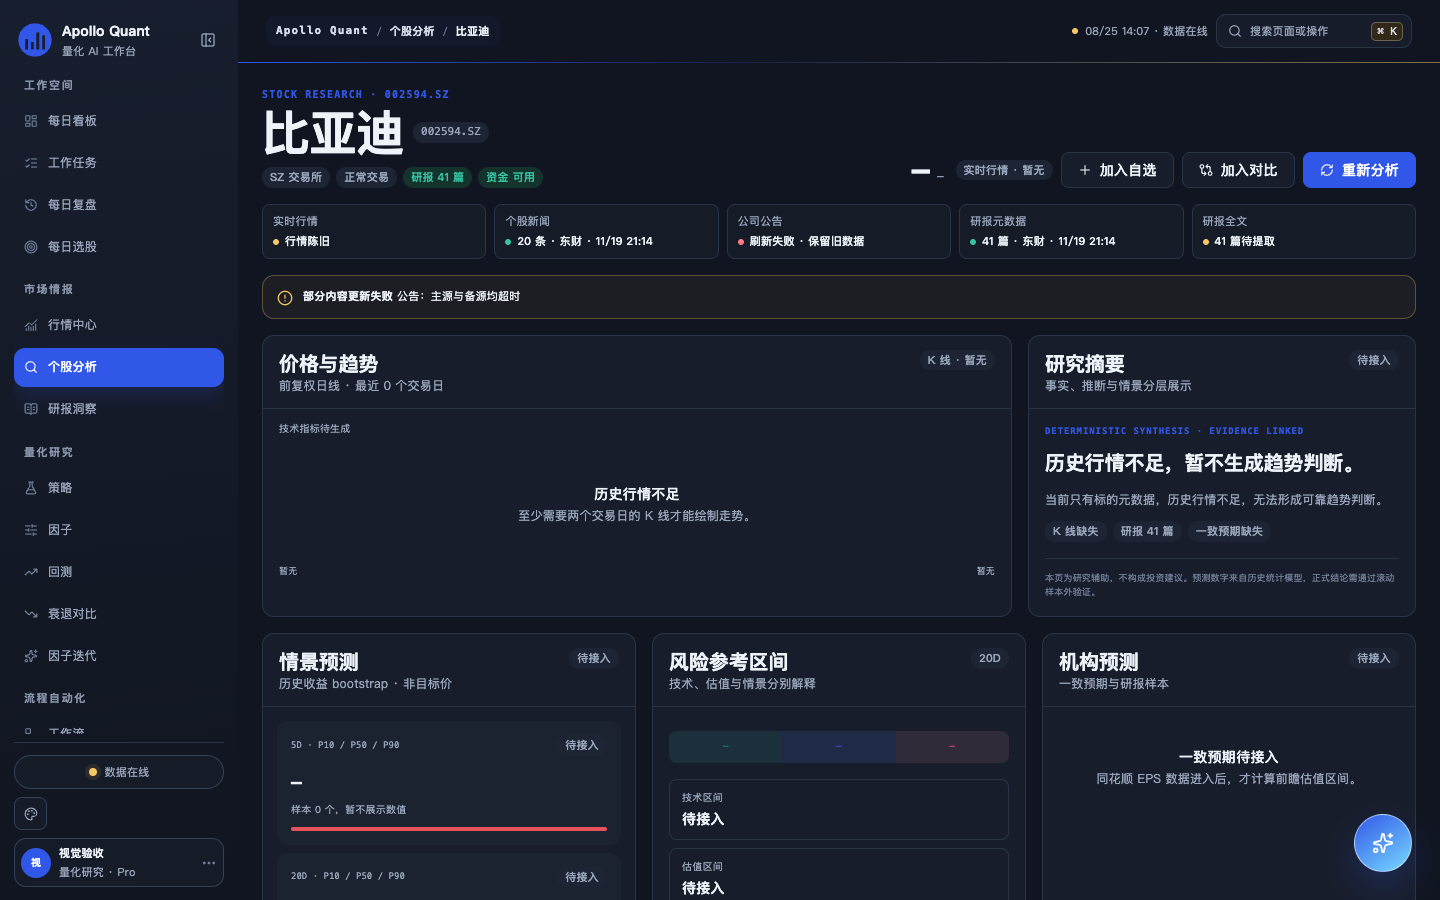 Apollo Quant
量化 AI 工作台
工作空间
每日看板
工作任务
每日复盘
每日选股
市场情报
行情中心
个股分析
研报洞察
量化研究
策略
因子
回测
衰退对比
因子迭代
流程自动化
工作流
数据在线
视
视觉验收
量化研究 · Pro
Apollo Quant / 个股分析 / 比亚迪
08/25 14:07 · 数据在线
搜索页面或操作
⌘ K
STOCK RESEARCH · 002594.SZ
比亚迪
002594.SZ
SZ 交易所
正常交易
研报 41 篇
资金 可用
— –
实时行情 · 暂无
加入自选
加入对比
重新分析
实时行情
行情陈旧
个股新闻
20 条 · 东财 · 11/19 21:14
公司公告
刷新失败 · 保留旧数据
研报元数据
41 篇 · 东财 · 11/19 21:14
研报全文
41 篇待提取
部分内容更新失败 公告：主源与备源均超时
价格与趋势
K 线 · 暂无
前复权日线 · 最近 0 个交易日
技术指标待生成
历史行情不足
至少需要两个交易日的 K 线才能绘制走势。
暂无
暂无
研究摘要
待接入
事实、推断与情景分层展示
DETERMINISTIC SYNTHESIS · EVIDENCE LINKED
历史行情不足，暂不生成趋势判断。
当前只有标的元数据，历史行情不足，无法形成可靠趋势判断。
K 线缺失
研报 41 篇
一致预期缺失
本页为研究辅助，不构成投资建议。预测数字来自历史统计模型，正式结论需通过滚动
样本外验证。
情景预测
待接入
历史收益 bootstrap · 非目标价
5D · P10 / P50 / P90
待接入
—
样本 0 个，暂不展示数值
20D · P10 / P50 / P90
待接入
风险参考区间
20D
技术、估值与情景分别解释
–
–
–
技术区间
待接入
估值区间
待接入
机构预测
待接入
一致预期与研报样本
一致预期待接入
同花顺 EPS 数据进入后，才计算前瞻估值区间。